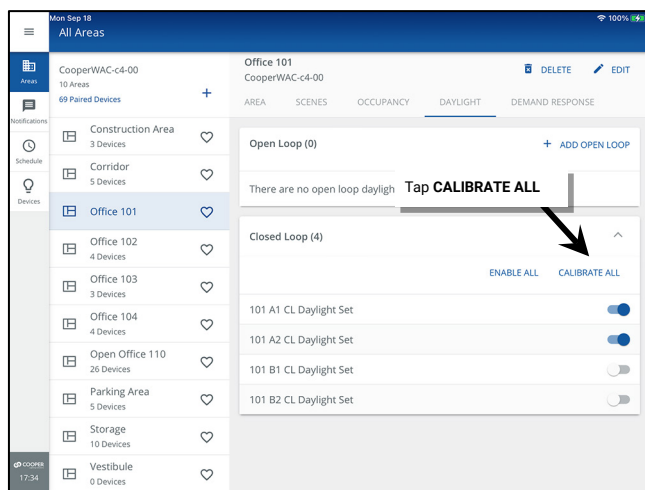 Mon Sep 18
100%
All Areas
Areas
Notifications
Schedule
Devices
COOPER
17:34
CooperWAC-c4-00
10 Areas
69 Paired Devices
+
Construction Area
3 Devices
Corridor
5 Devices
Office 101
Office 102
4 Devices
Office 103
3 Devices
Office 104
4 Devices
Open Office 110
26 Devices
Parking Area
5 Devices
Storage
10 Devices
Vestibule
0 Devices
Office 101
CooperWAC-c4-00
DELETE
EDIT
AREA SCENES OCCUPANCY DAYLIGHT DEMAND RESPONSE
Open Loop (0)
+ ADD OPEN LOOP
There are no open loop dayligh
Tap CALIBRATE ALL
Closed Loop (4)
ENABLE ALL CALIBRATE ALL
101 A1 CL Daylight Set
101 A2 CL Daylight Set
101 B1 CL Daylight Set
101 B2 CL Daylight Set